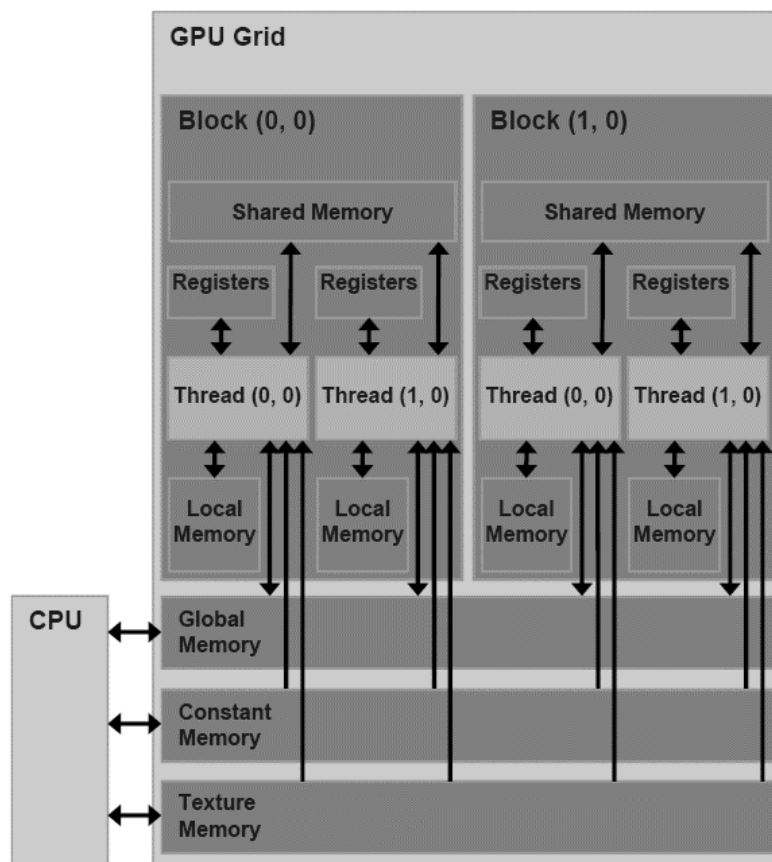 GPU Grid
Block (0, 0)
Shared Memory
Registers
Registers
Thread (0, 0)
Thread (1, 0)
Local
Memory
Local
Memory
Block (1, 0)
Shared Memory
Registers
Registers
Thread (0, 0)
Thread (1, 0)
Local
Memory
Local
Memory
CPU
Global
Memory
Constant
Memory
Texture
Memory